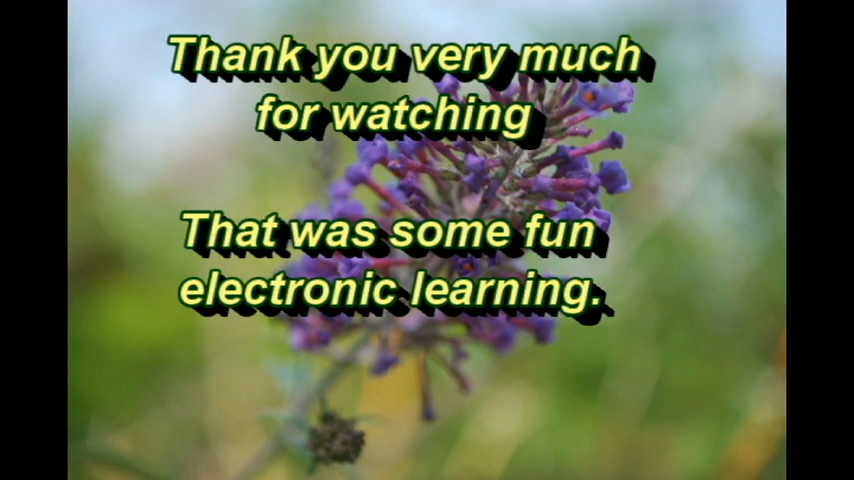 Thank you very much
for watching
That was some fun
electronic learning.